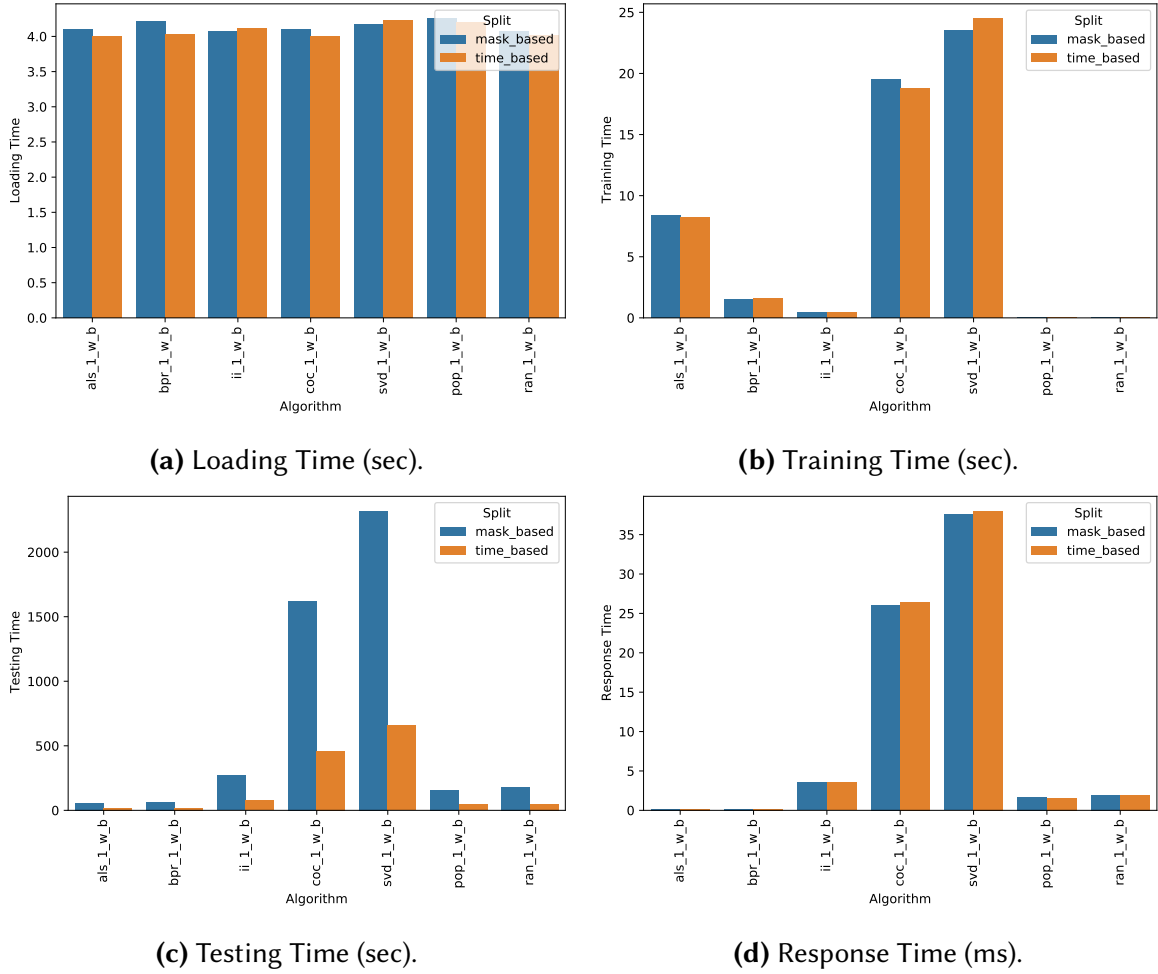 Loading Time
4.0
3.5
3.0
2.5
2.0
1.5
1.0
0.5
0.0
Split
mask_based
time_based
als_1_w_b
bpr_1_w_b
ii_1_w_b
coc_1_w_b
svd_1_w_b
pop_1_w_b
ran_1_w_b
Algorithm
(a) Loading Time (sec).
Training Time
25
20
15
10
5
0
Split
mask_based
time_based
als_1_w_b
bpr_1_w_b
ii_1_w_b
coc_1_w_b
svd_1_w_b
pop_1_w_b
ran_1_w_b
Algorithm
(b) Training Time (sec).
Testing Time
2000
1500
1000
500
0
Split
mask_based
time_based
als_1_w_b
bpr_1_w_b
ii_1_w_b
coc_1_w_b
svd_1_w_b
pop_1_w_b
ran_1_w_b
Algorithm
(c) Testing Time (sec).
Response Time
35
30
25
20
15
10
5
0
Split
mask_based
time_based
als_1_w_b
bpr_1_w_b
ii_1_w_b
coc_1_w_b
svd_1_w_b
pop_1_w_b
ran_1_w_b
Algorithm
(d) Response Time (ms).